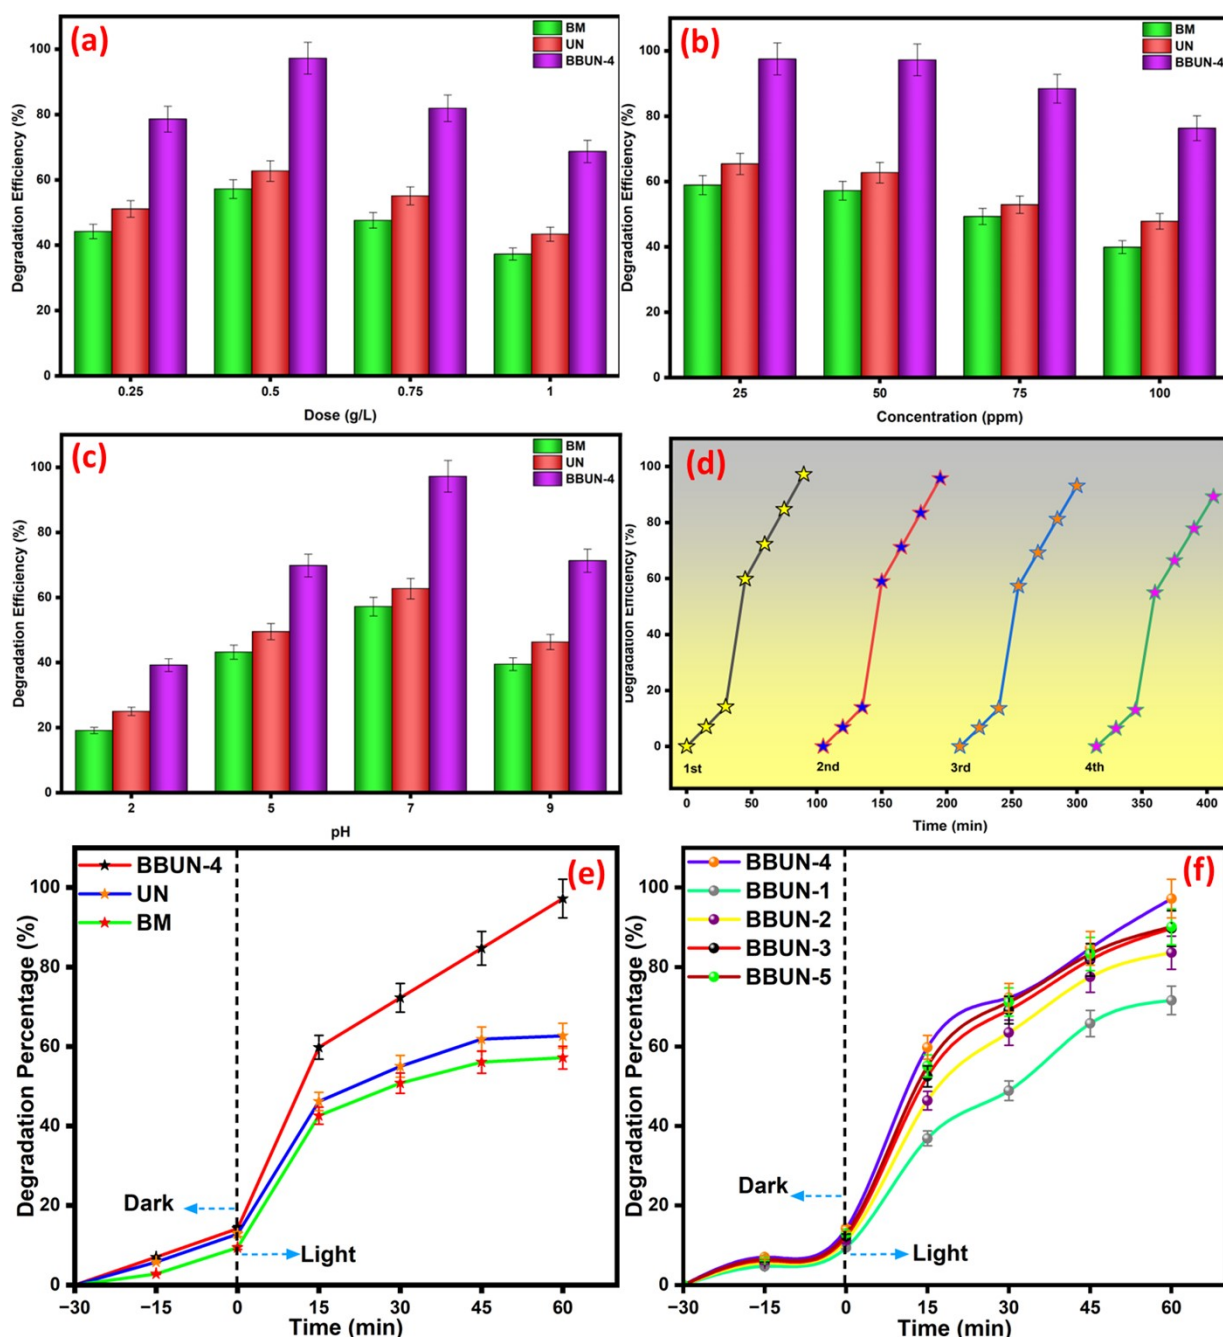 (a)
BM
UN
BBUN-4
Degradation Efficiency (%)
100
80
60
40
20
0
0.25 0.5 0.75 1
Dose (g/L)
(b)
BM
UN
BBUN-4
Degradation Efficiency (%)
100
80
60
40
20
0
25 50 75 100
Concentration (ppm)
(c)
BM
UN
BBUN-4
Degradation Efficiency (%)
100
80
60
40
20
0
2 5 7 9
pH
(d)
Degradation Efficiency (%)
100
80
60
40
20
0
1st 2nd 3rd 4th
0 50 100 150 200 250 300 350 400
Time (min)
(e)
BBUN-4
UN
BM
Degradation Percentage (%)
100
80
60
40
20
0
Dark
Light
−30 −15 0 15 30 45 60
Time (min)
(f)
BBUN-4
BBUN-1
BBUN-2
BBUN-3
BBUN-5
Degradation Percentage (%)
100
80
60
40
20
0
Dark
Light
−30 −15 0 15 30 45 60
Time (min)